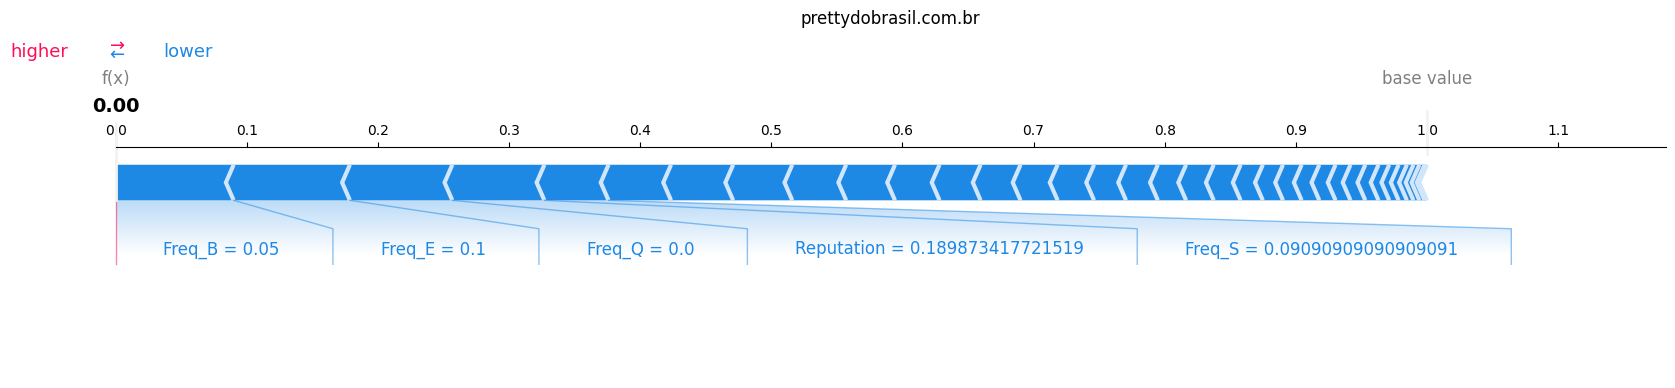 prettydobrasil.com.br
higher → ← lower
f(x) base value
0.00
0.0 0.1 0.2 0.3 0.4 0.5 0.6 0.7 0.8 0.9 1.0 1.1
Freq_B = 0.05 Freq_E = 0.1 Freq_Q = 0.0 Reputation = 0.189873417721519 Freq_S = 0.09090909090909091